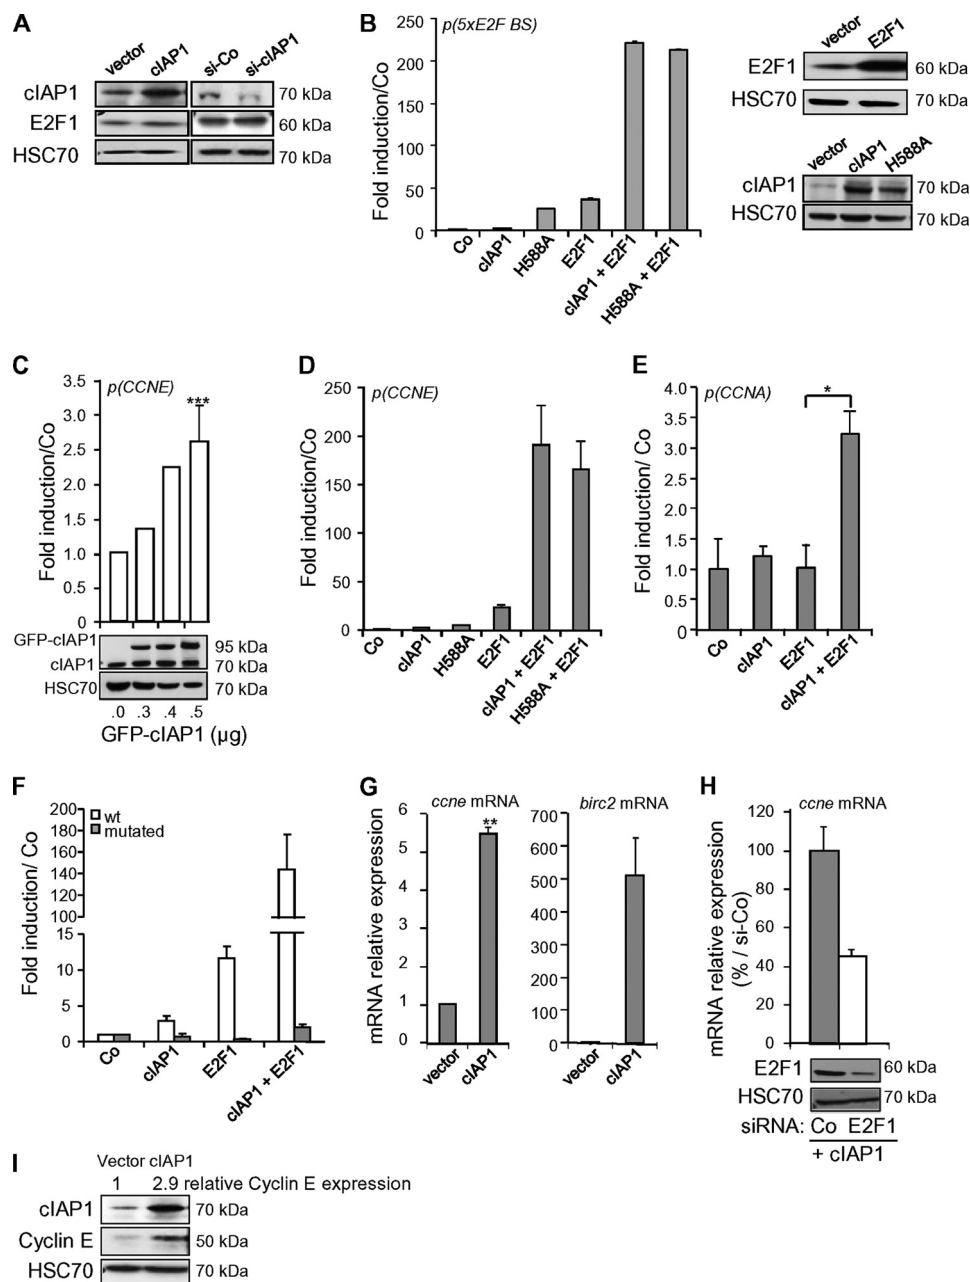 A
vector cIAP1 si-Co si-cIAP1
cIAP1 70 kDa
E2F1 60 kDa
HSC70 70 kDa
B
p(5xE2F BS)
Fold induction/Co
250
200
150
100
50
0
Co cIAP1 H588A E2F1 cIAP1 + E2F1 H588A + E2F1
vector E2F1
E2F1 60 kDa
HSC70 70 kDa
vector cIAP1 H588A
cIAP1 70 kDa
HSC70 70 kDa
C
p(CCNE)
***
Fold induction/Co
3.5
3.0
2.5
2.0
1.5
1.0
0.5
0
GFP-cIAP1 95 kDa
cIAP1 70 kDa
HSC70 70 kDa
.0 .3 .4 .5
GFP-cIAP1 (µg)
D
p(CCNE)
Fold induction/Co
250
200
150
100
50
0
Co cIAP1 H588A E2F1 cIAP1 + E2F1 H588A + E2F1
E
p(CCNA)
*
Fold induction/ Co
4.0
3.5
3.0
2.5
2.0
1.5
1.0
0.5
0
Co cIAP1 E2F1 cIAP1 + E2F1
F
wt
mutated
Fold induction/ Co
200
180
160
140
120
100
15
10
5
0
Co cIAP1 E2F1 cIAP1 + E2F1
G
ccne mRNA
**
mRNA relative expression
6
5
4
3
2
1
0
vector cIAP1
birc2 mRNA
700
600
500
400
300
200
100
0
vector cIAP1
H
ccne mRNA
mRNA relative expression
(% / si-Co)
120
100
80
60
40
20
0
E2F1 60 kDa
HSC70 70 kDa
siRNA: Co E2F1
+ cIAP1
I
Vector cIAP1
1 2.9 relative Cyclin E expression
cIAP1 70 kDa
Cyclin E 50 kDa
HSC70 70 kDa